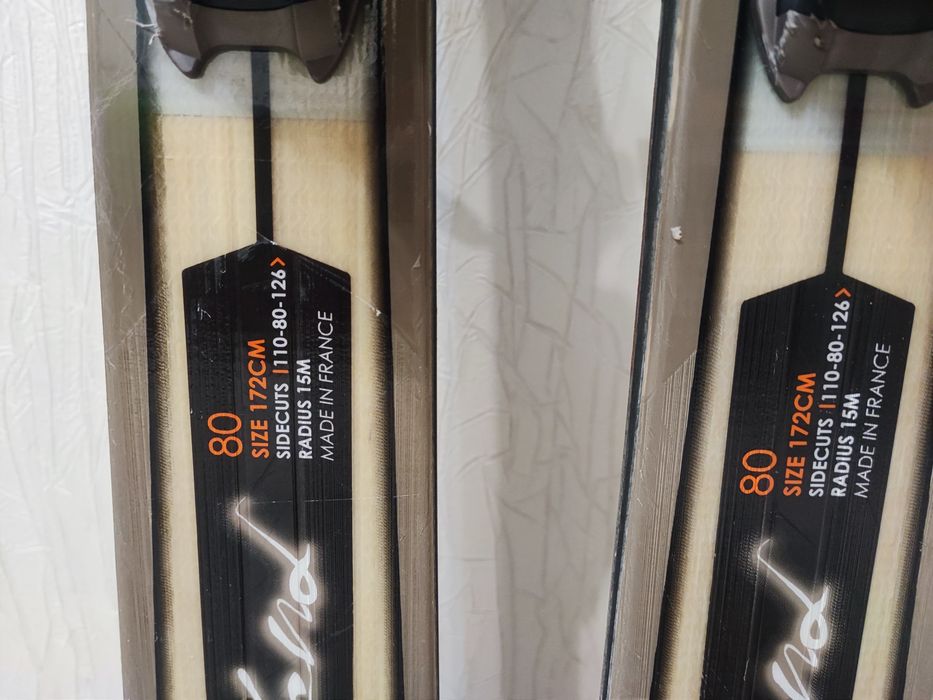 80
SIZE 172CM
SIDECUTS |110-80-126>
RADIUS 15M
MADE IN FRANCE
80
SIZE 172CM
SIDECUTS |110-80-126>
RADIUS 15M
MADE IN FRANCE